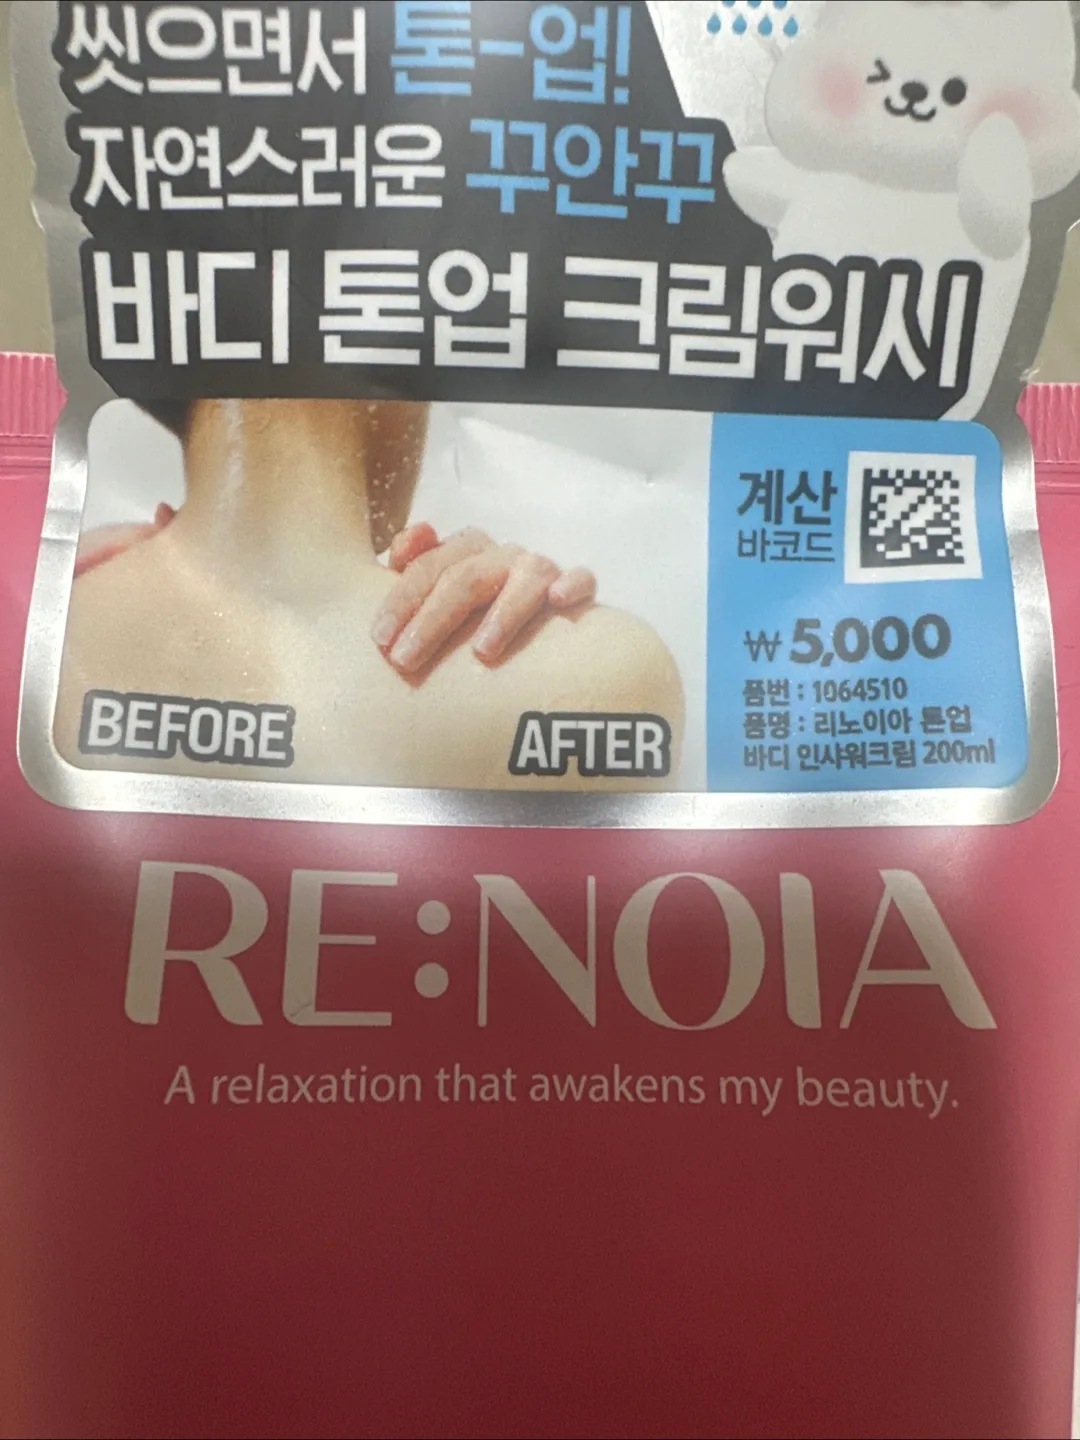 씻으면서 톤-업!
자연스러운 꾸안꾸
바디 톤업 크림워시
BEFORE
AFTER
계산
바코드
₩5,000
품번 : 1064510
품명 : 리노이아 톤업
바디 인샤워크림 200ml
RE:NOIA
A relaxation that awakens my beauty.